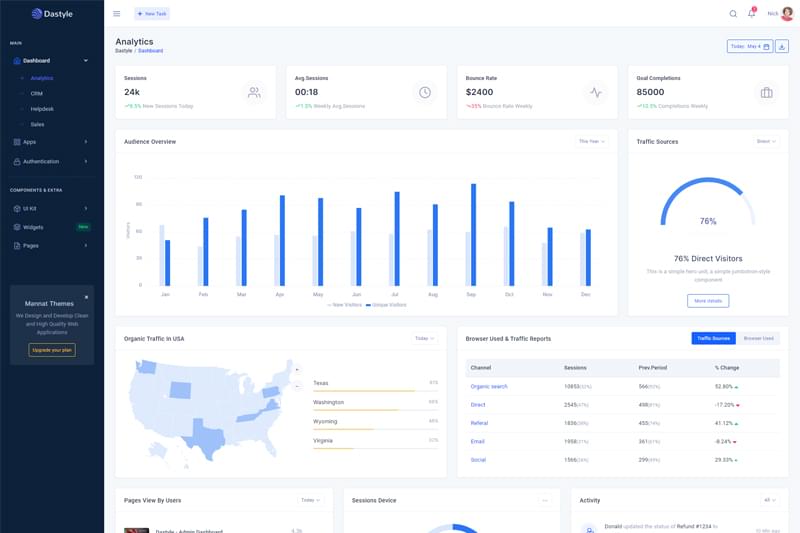 Dastyle
+ New Task
Nick
MAIN
Dashboard
Analytics
CRM
Helpdesk
Sales
Apps
Authentication
COMPONENTS & EXTRA
UI Kit
Widgets New
Pages
Mannat Themes
We Design and Develop Clean
and High Quality Web
Applications
Upgrade your plan
Analytics
Dastyle / Dashboard
Today: May 4
Sessions
24k
8.5% New Sessions Today
Avg.Sessions
00:18
1.5% Weekly Avg.Sessions
Bounce Rate
$2400
35% Bounce Rate Weekly
Goal Completions
85000
10.5% Completions Weekly
Audience Overview
This Year
Visitors
120
90
60
30
0
Jan Feb Mar Apr May Jun Jul Aug Sep Oct Nov Dec
New Visitors Unique Visitors
Traffic Sources
Direct
76%
76% Direct Visitors
This is a simple hero unit, a simple jumbotron-style
component
More details
Organic Traffic In USA
Today
+
-
Texas 81%
Washington 68%
Wyoming 48%
Virginia 32%
Browser Used & Traffic Reports
Traffic Sources Browser Used
Channel Sessions Prev.Period % Change
Organic search 10853(52%) 566(92%) 52.80%
Direct 2545(47%) 498(81%) -17.20%
Referal 1836(38%) 455(74%) 41.12%
Email 1958(31%) 361(61%) -8.24%
Social 1566(26%) 299(49%) 29.33%
Pages View By Users
Today
Dastyle - Admin Dashboard 4.3k
Sessions Device
Activity
All
Donald updated the status of Refund #1234 to
10 Min ago